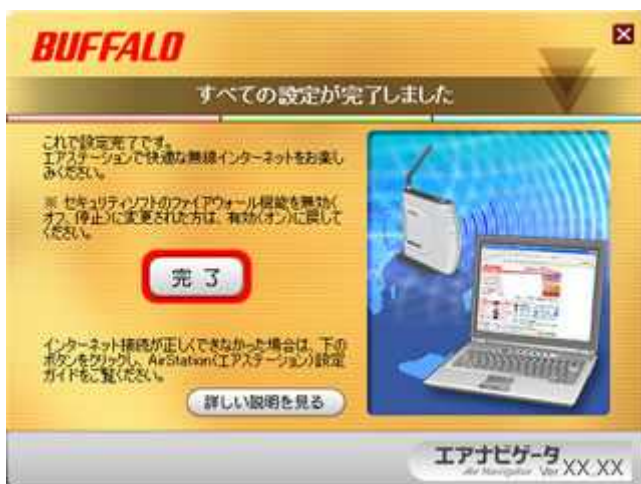 BUFFALO
すべての設定が完了しました
これで設定完了です。
エアステーションで快適な無線インターネットをお楽し
みください。
※ セキュリティソフトのファイアウォール機能を無効(
オフ、停止)に変更された方は、有効(オン)に戻して
ください。
完了
インターネット接続が正しくできなかった場合は、下の
ボタンをクリックし、AirStation(エアステーション)設定
ガイドをご覧ください。
詳しい説明を見る
エアナビゲータ
Air Navigator Ver XX.XX